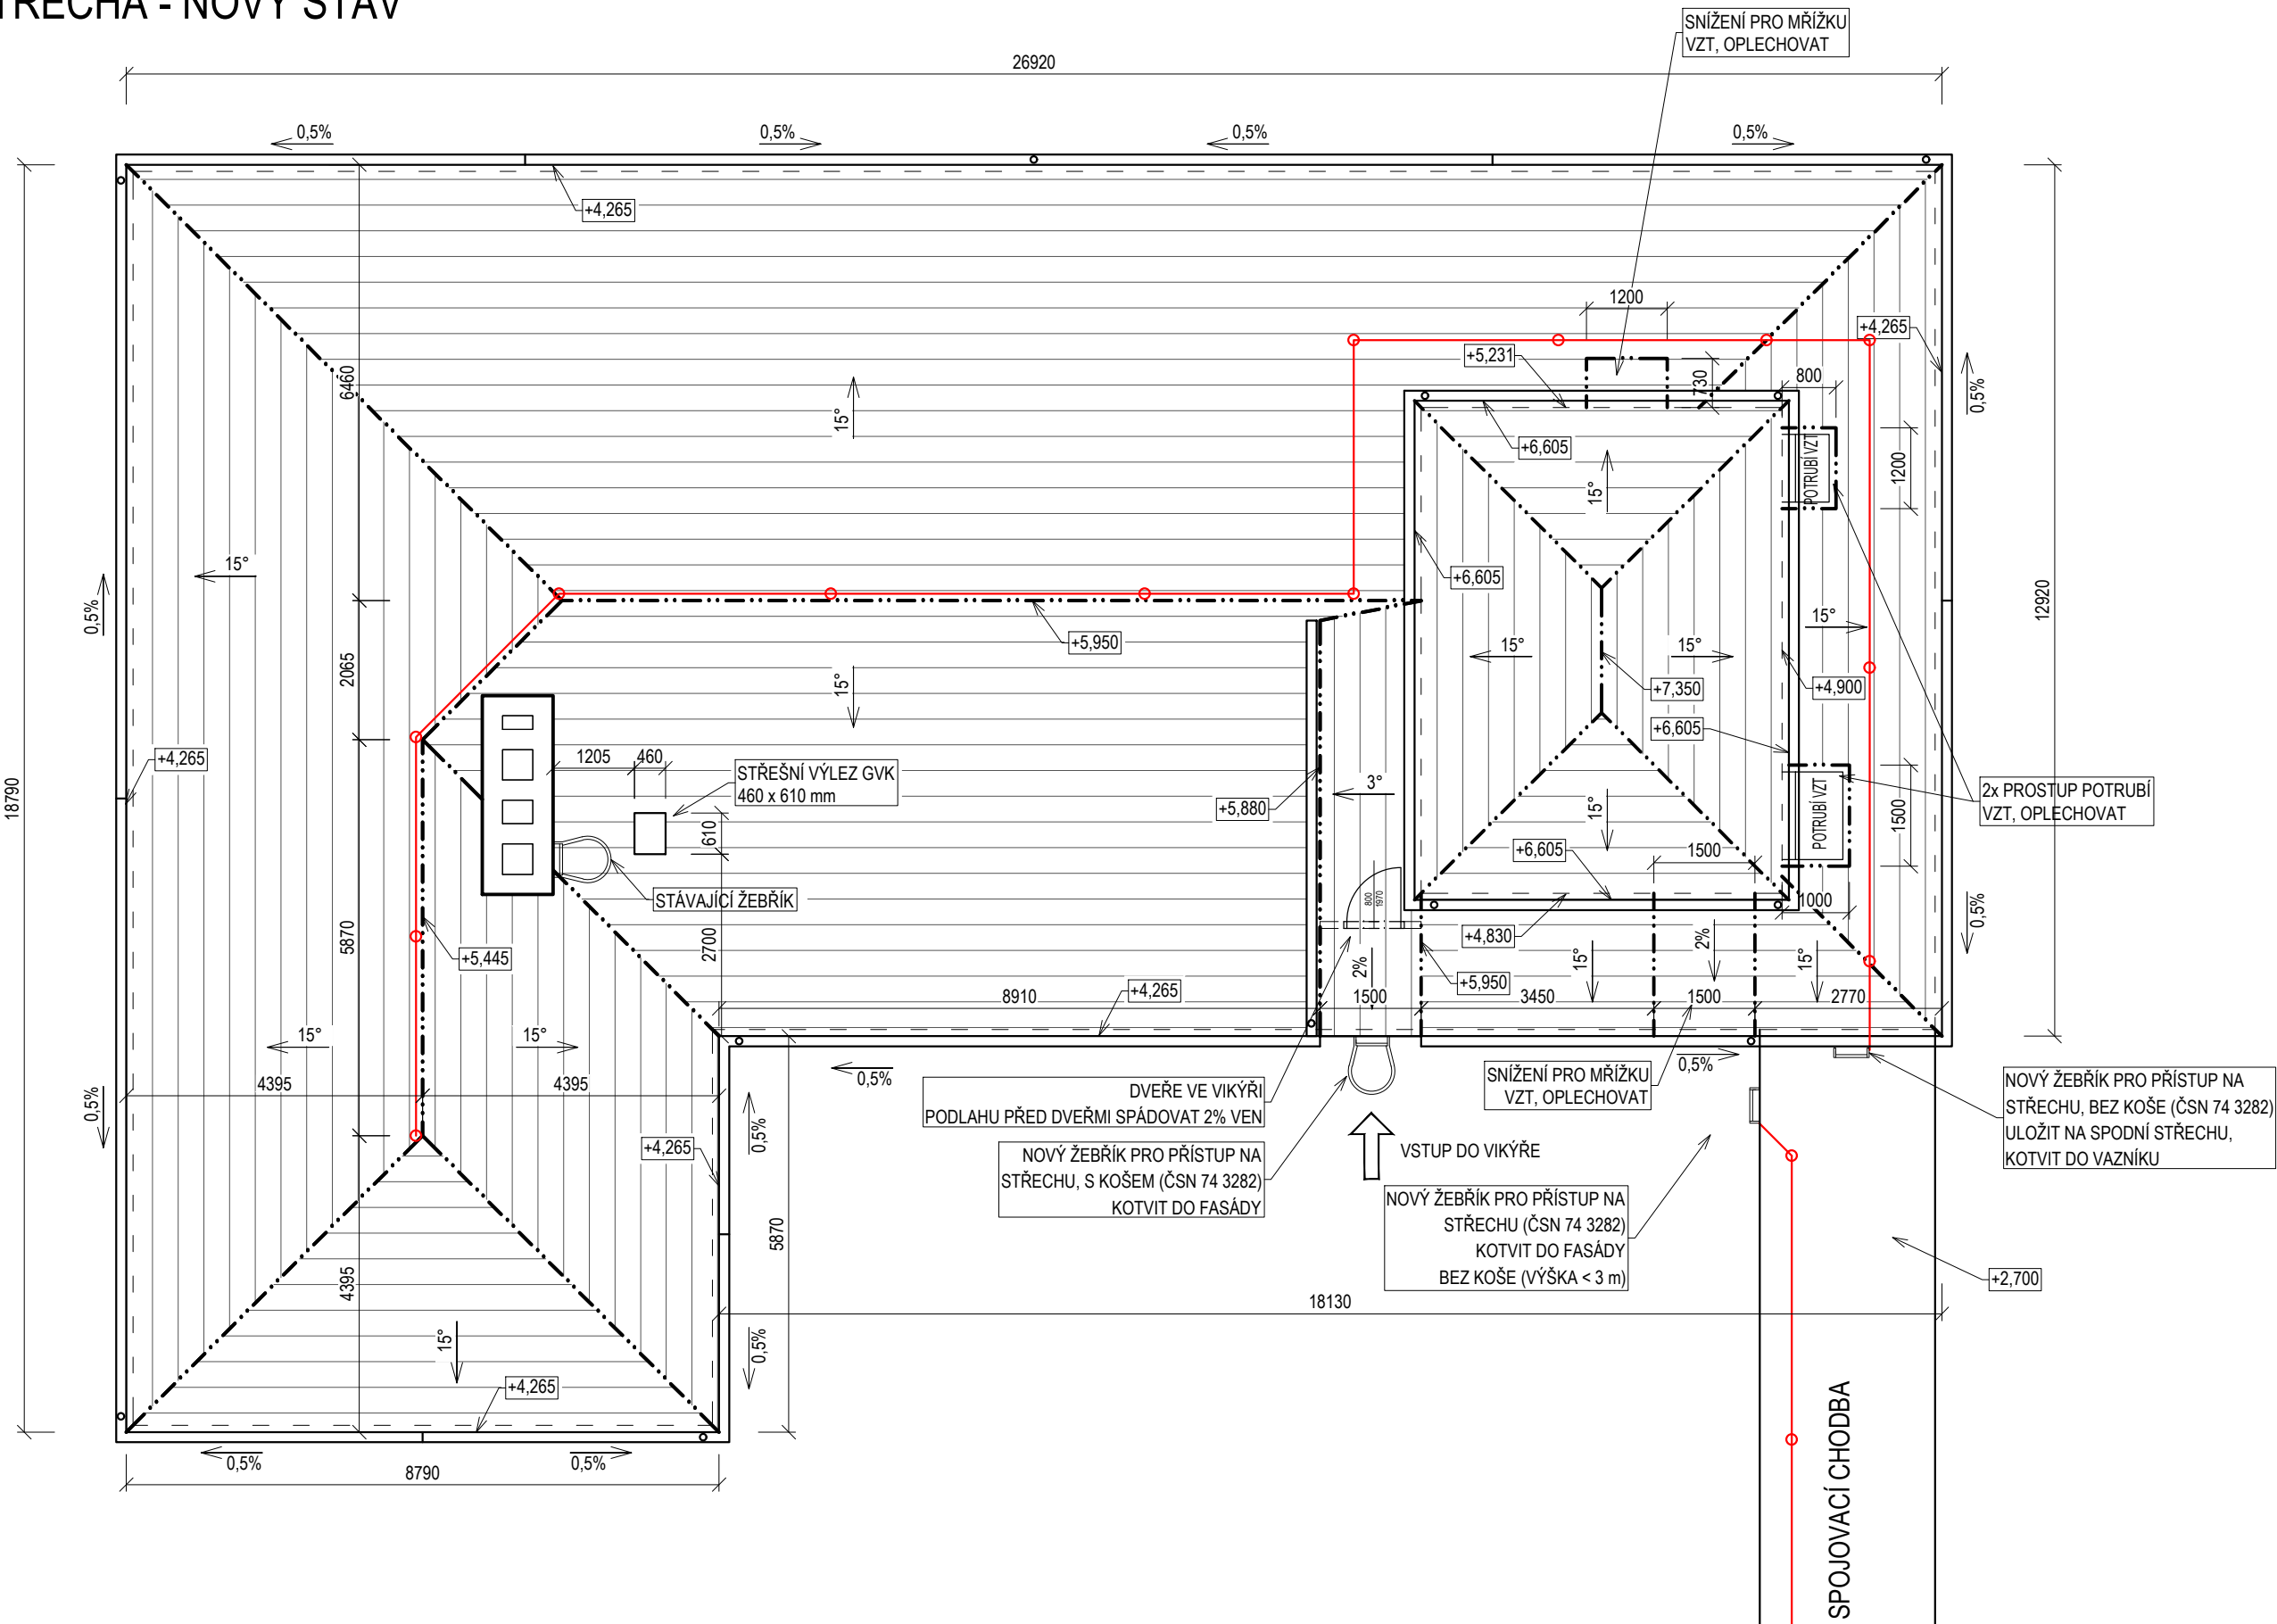 STŘECHA - NOVÝ STAV
SNÍŽENÍ PRO MŘÍŽKU
VZT, OPLECHOVAT
26920
0,5%
0,5%
0,5%
0,5%
+4,265
1200
+4,265
+5,231
730
800
0,5%
6460
15°
+6,605
POTRUBÍ VZT
1200
15°
15°
+6,605
0,5%
12920
15°
+5,950
15°
15°
2065
15°
+7,350
+4,900
+6,605
+4,265
1205
460
STŘEŠNÍ VÝLEZ GVK
460 x 610 mm
3°
18790
+5,880
610
15°
POTRUBÍ VZT
1500
2x PROSTUP POTRUBÍ
VZT, OPLECHOVAT
+6,605
1500
STÁVAJÍCÍ ŽEBŘÍK
800
1970
1000
5870
2700
+4,830
2%
0,5%
+5,445
15°
15°
2%
+5,950
8910
+4,265
1500
3450
1500
2770
15°
15°
0,5%
4395
4395
0,5%
0,5%
0,5%
DVEŘE VE VIKÝŘI
PODLAHU PŘED DVEŘMI SPÁDOVAT 2% VEN
SNÍŽENÍ PRO MŘÍŽKU
VZT, OPLECHOVAT
NOVÝ ŽEBŘÍK PRO PŘÍSTUP NA
STŘECHU, BEZ KOŠE (ČSN 74 3282)
ULOŽIT NA SPODNÍ STŘECHU,
KOTVIT DO VAZNÍKU
+4,265
NOVÝ ŽEBŘÍK PRO PŘÍSTUP NA
STŘECHU, S KOŠEM (ČSN 74 3282)
KOTVIT DO FASÁDY
VSTUP DO VIKÝŘE
NOVÝ ŽEBŘÍK PRO PŘÍSTUP NA
STŘECHU (ČSN 74 3282)
KOTVIT DO FASÁDY
BEZ KOŠE (VÝŠKA < 3 m)
5870
+2,700
4395
18130
15°
0,5%
+4,265
0,5%
0,5%
8790
SPOJOVACÍ CHODBA